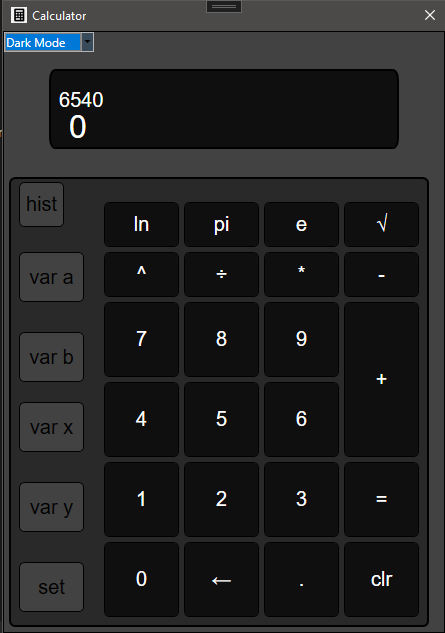 Calculator
Dark Mode
6540
0
hist
ln pi e √
var a
^ ÷ * -
7 8 9
var b
+
4 5 6
var x
1 2 3 =
var y
0 ← . clr
set